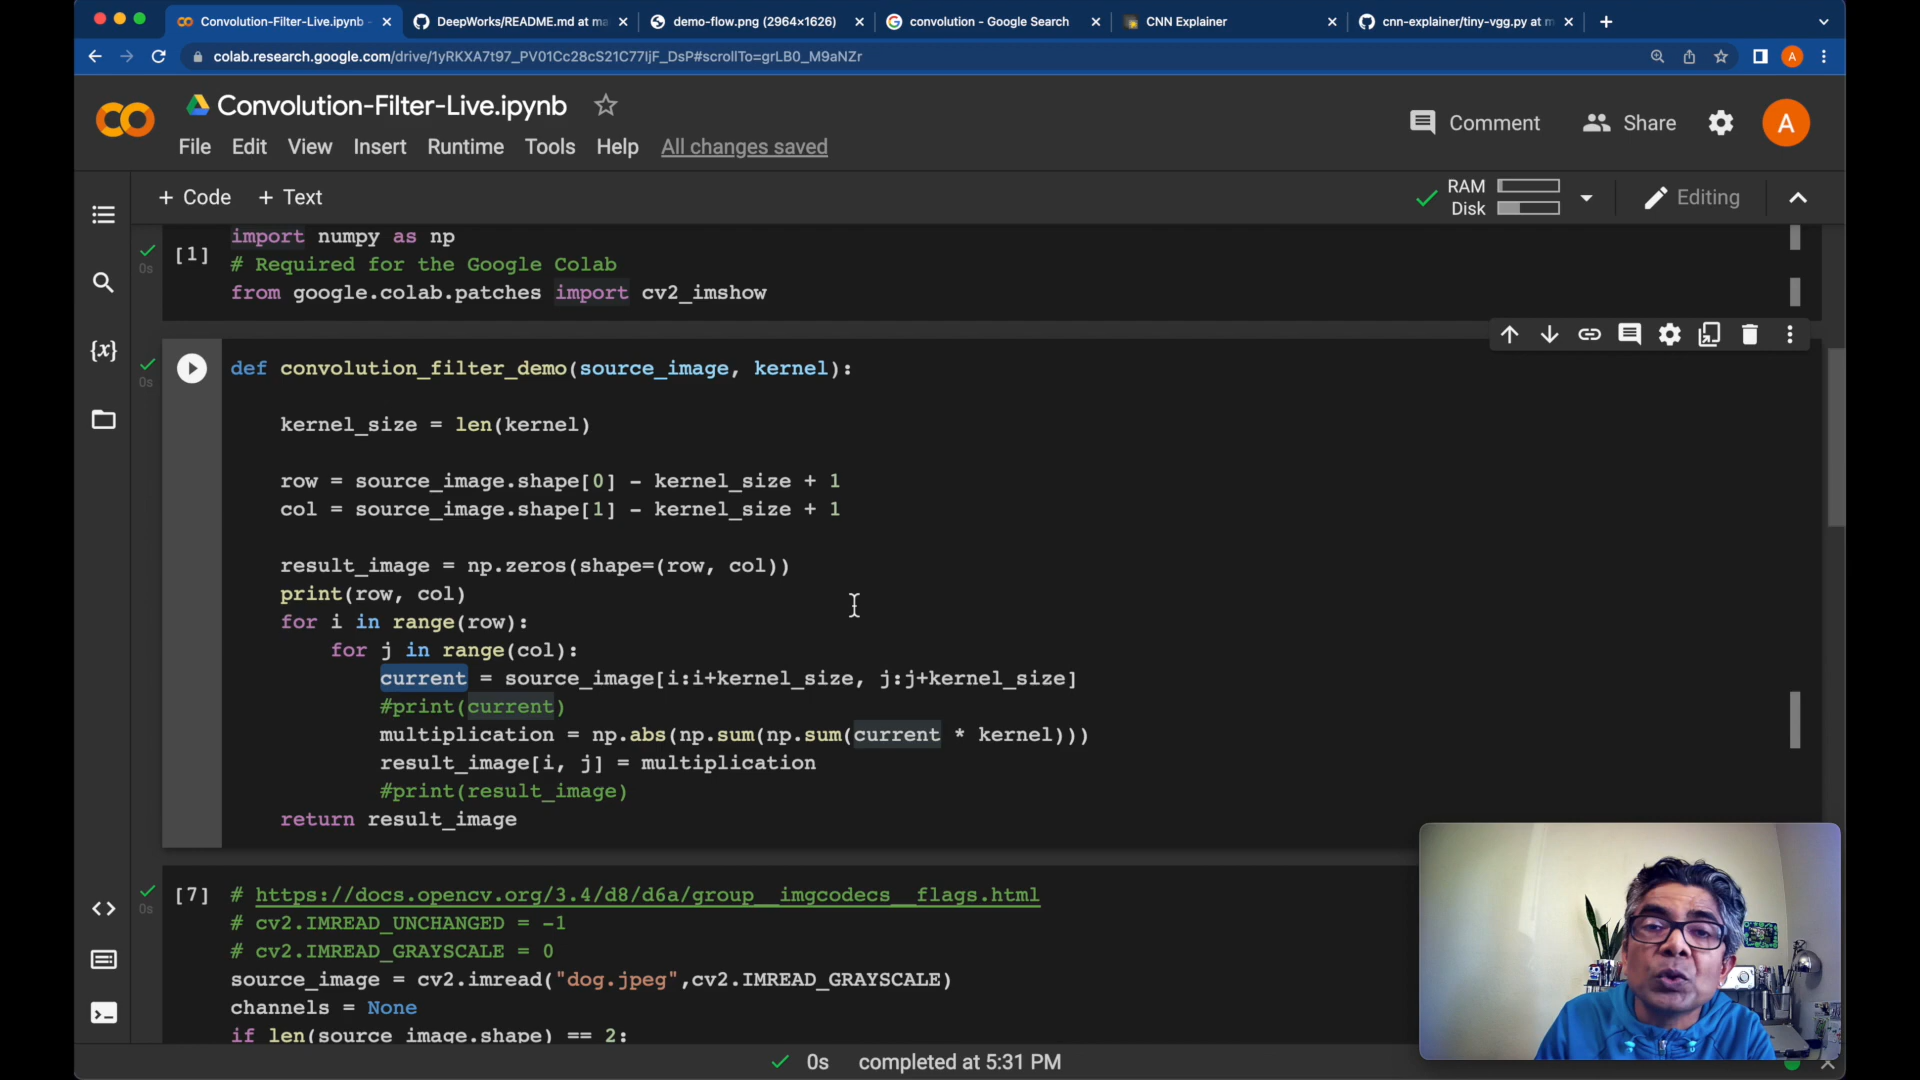 Convolution-Filter-Live.ipynb
DeepWorks/README.md at ma
demo-flow.png (2964×1626)
convolution - Google Search
CNN Explainer
cnn-explainer/tiny-vgg.py at m
colab.research.google.com/drive/1yRKXA7t97_PV01Cc28cS21C77IjF_DsP#scrollTo=grLB0_M9aNZr
A
Convolution-Filter-Live.ipynb
Comment
Share
A
File Edit View Insert Runtime Tools Help All changes saved
+ Code + Text
RAM
Disk
Editing
import numpy as np
[1]
0s
# Required for the Google Colab
from google.colab.patches import cv2_imshow
{x}
0s
def convolution_filter_demo(source_image, kernel):
kernel_size = len(kernel)
row = source_image.shape[0] - kernel_size + 1
col = source_image.shape[1] - kernel_size + 1
result_image = np.zeros(shape=(row, col))
print(row, col)
for i in range(row):
for j in range(col):
current = source_image[i:i+kernel_size, j:j+kernel_size]
#print(current)
multiplication = np.abs(np.sum(np.sum(current * kernel)))
result_image[i, j] = multiplication
#print(result_image)
return result_image
0s
[7] # https://docs.opencv.org/3.4/d8/d6a/group__imgcodecs__flags.html
# cv2.IMREAD_UNCHANGED = -1
# cv2.IMREAD_GRAYSCALE = 0
source_image = cv2.imread("dog.jpeg",cv2.IMREAD_GRAYSCALE)
channels = None
if len(source_image.shape) == 2:
0s completed at 5:31 PM